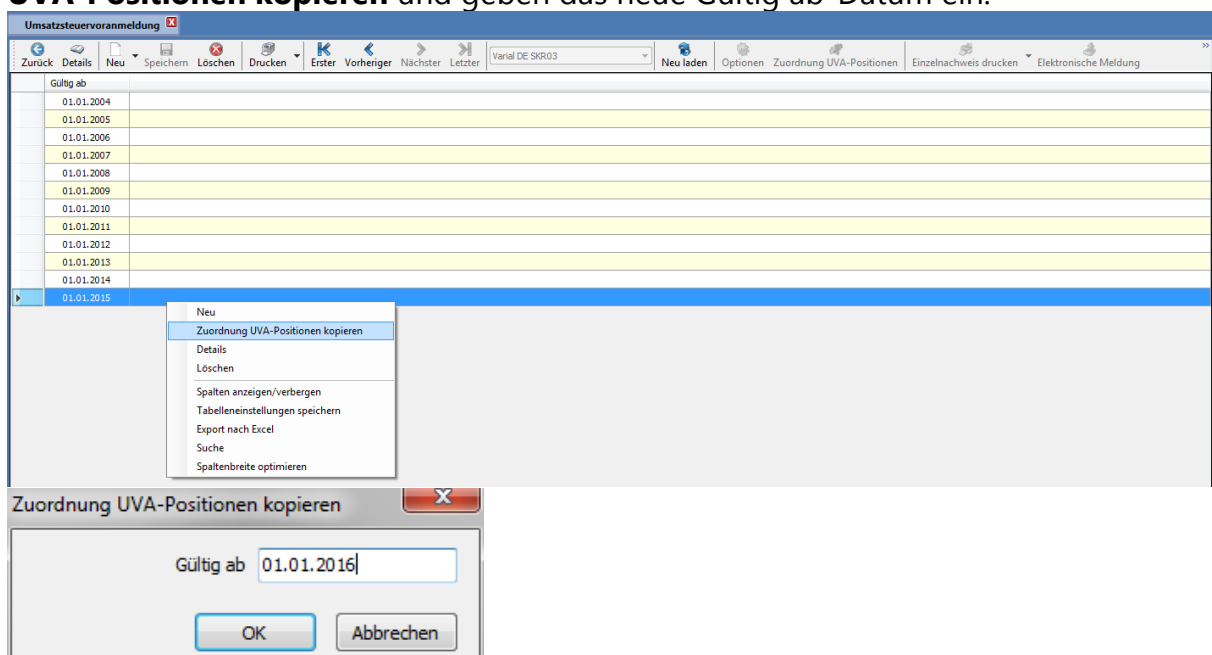 UVA-Positionen kopieren und geben das neue Gültig ab-Datum ein.
Umsatzsteuervoranmeldung
Zurück Details Neu Speichern Löschen Drucken Erster Vorheriger Nächster Letzter Varial DE SKR03 Neu laden Optionen Zuordnung UVA-Positionen Einzelnachweis drucken Elektronische Meldung
Gültig ab
01.01.2004
01.01.2005
01.01.2006
01.01.2007
01.01.2008
01.01.2009
01.01.2010
01.01.2011
01.01.2012
01.01.2013
01.01.2014
01.01.2015
Neu
Zuordnung UVA-Positionen kopieren
Details
Löschen
Spalten anzeigen/verbergen
Tabelleneinstellungen speichern
Export nach Excel
Suche
Spaltenbreite optimieren
Zuordnung UVA-Positionen kopieren
Gültig ab 01.01.2016
OK Abbrechen